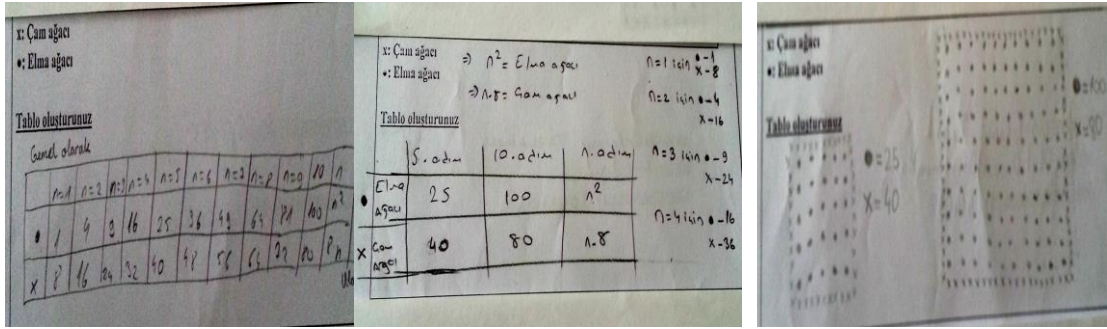 x: Çam ağacı
•: Elma ağacı
Tablo oluşturunuz
Genel olarak
n=1 n=2 n=3 n=4 n=5 n=6 n=7 n=8 n=9 10 n
• 1 4 9 16 25 36 49 64 81 100 n²
x 8 16 24 32 40 48 56 64 72 80 8n
x: Çam ağacı
•: Elma ağacı
⇒ n² = Elma ağacı
⇒ n.8 = Çam ağacı
n=1 için •-1
x-8
n=2 için •-4
x-16
n=3 için •-9
x-24
n=4 için •-16
x-36
Tablo oluşturunuz
5. adım 10. adım n. adım
• Elma ağacı 25 100 n²
x Çam ağacı 40 80 n.8
x: Çam ağacı
•: Elma ağacı
Tablo oluşturunuz
•=25
x=40
•=100
x=80